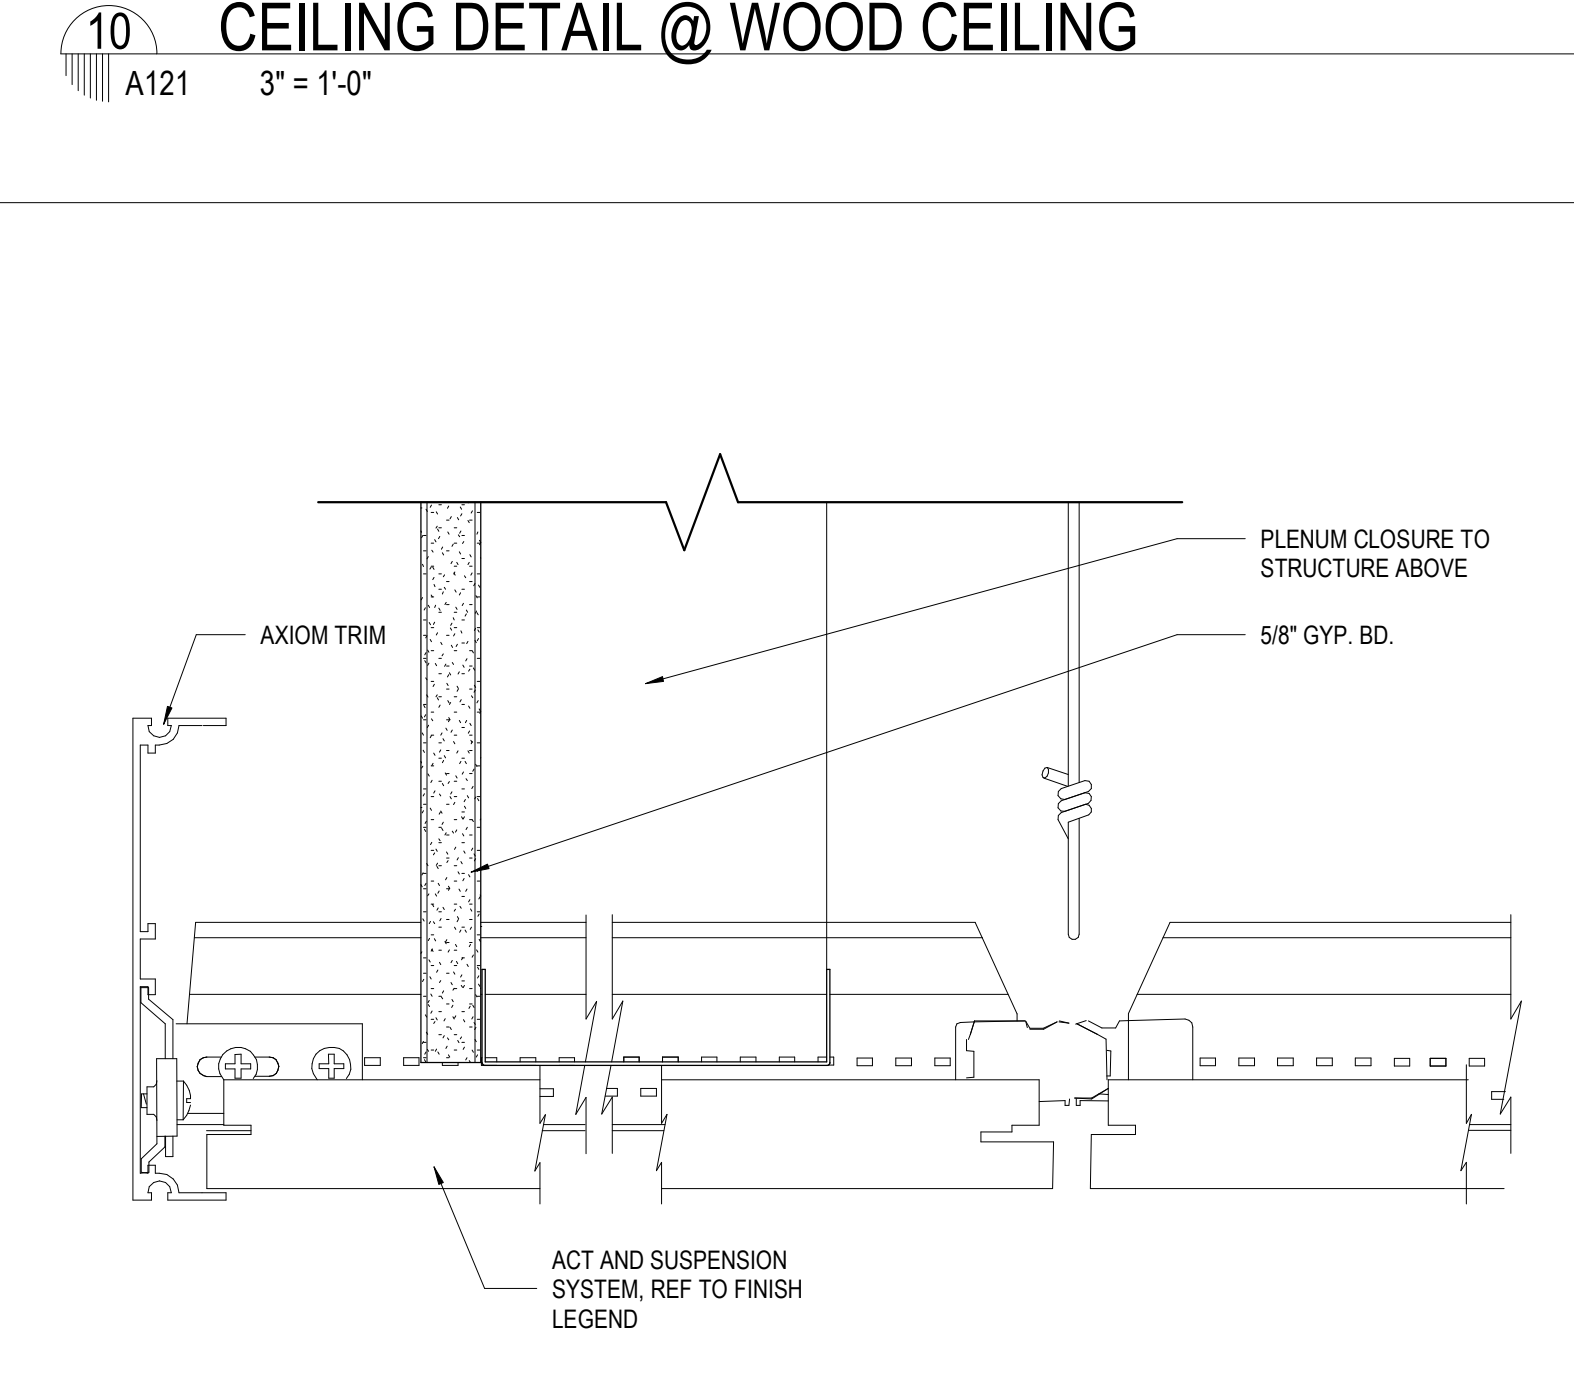 10
CEILING DETAIL @ WOOD CEILING
A121
3" = 1'-0"
PLENUM CLOSURE TO
STRUCTURE ABOVE
AXIOM TRIM
5/8" GYP. BD.
ACT AND SUSPENSION
SYSTEM, REF TO FINISH
LEGEND